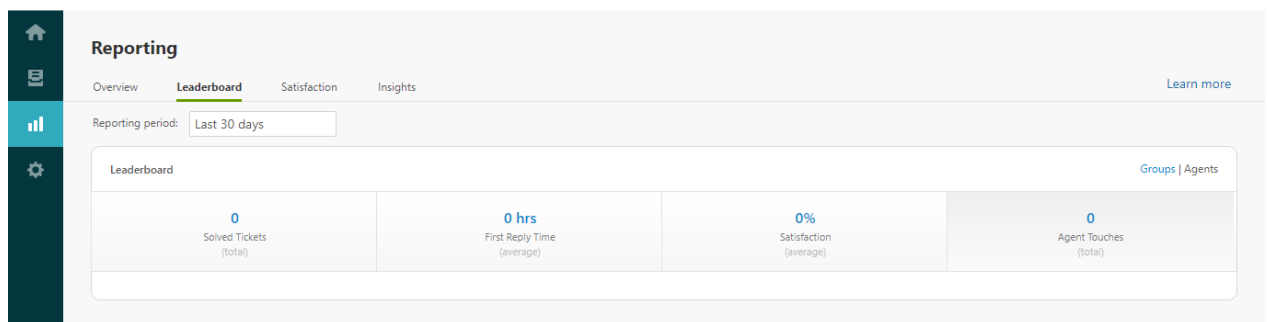 Reporting
Overview Leaderboard Satisfaction Insights Learn more
Reporting period: Last 30 days
Leaderboard Groups | Agents
0 0 hrs 0% 0
Solved Tickets First Reply Time Satisfaction Agent Touches
(total) (average) (average) (total)